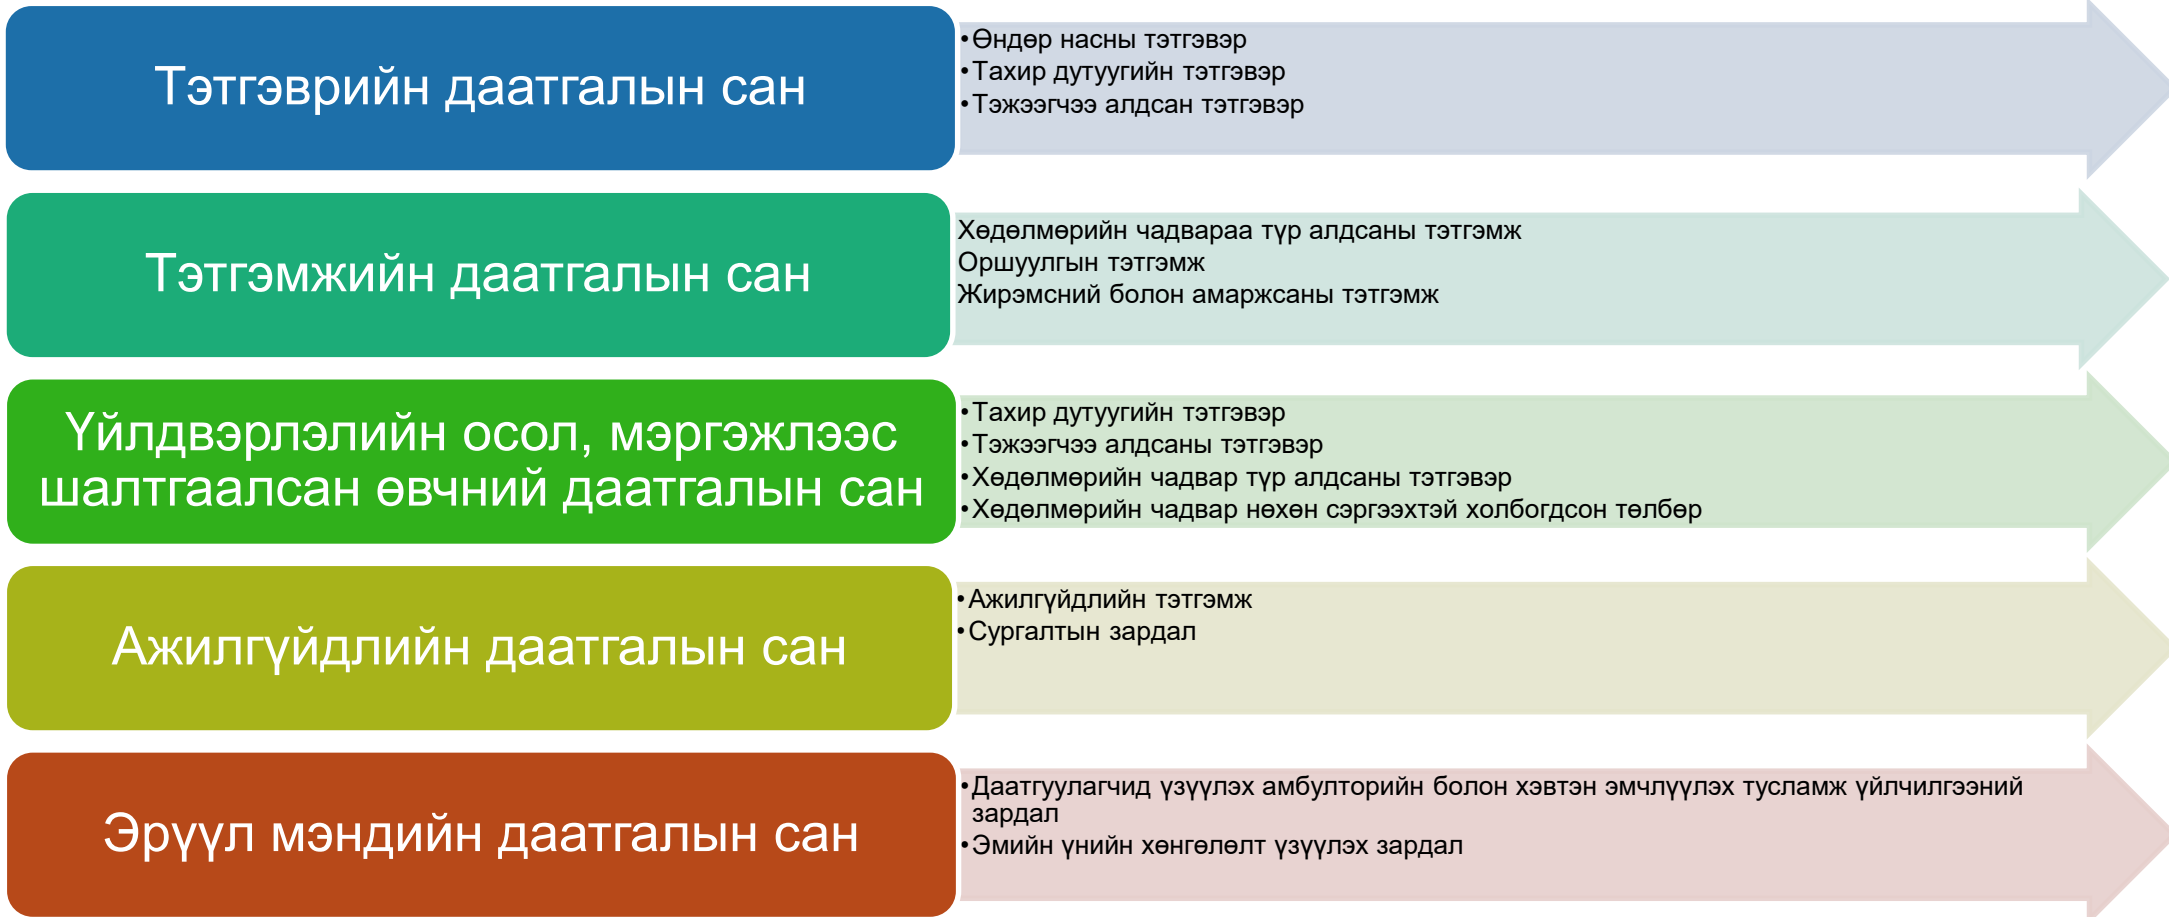 Тэтгэврийн даатгалын сан
•Өндөр насны тэтгэвэр
•Тахир дутуугийн тэтгэвэр
•Тэжээгчээ алдсан тэтгэвэр
Тэтгэмжийн даатгалын сан
Хөдөлмөрийн чадвараа түр алдсаны тэтгэмж
Оршуулгын тэтгэмж
Жирэмсний болон амаржсаны тэтгэмж
Үйлдвэрлэлийн осол, мэргэжлээс
шалтгаалсан өвчний даатгалын сан
•Тахир дутуугийн тэтгэвэр
•Тэжээгчээ алдсаны тэтгэвэр
•Хөдөлмөрийн чадвар түр алдсаны тэтгэвэр
•Хөдөлмөрийн чадвар нөхөн сэргээхтэй холбогдсон төлбөр
Ажилгүйдлийн даатгалын сан
•Ажилгүйдлийн тэтгэмж
•Сургалтын зардал
Эрүүл мэндийн даатгалын сан
•Даатгуулагчид үзүүлэх амбулторийн болон хэвтэн эмчлүүлэх тусламж үйлчилгээний
зардал
•Эмийн үнийн хөнгөлөлт үзүүлэх зардал